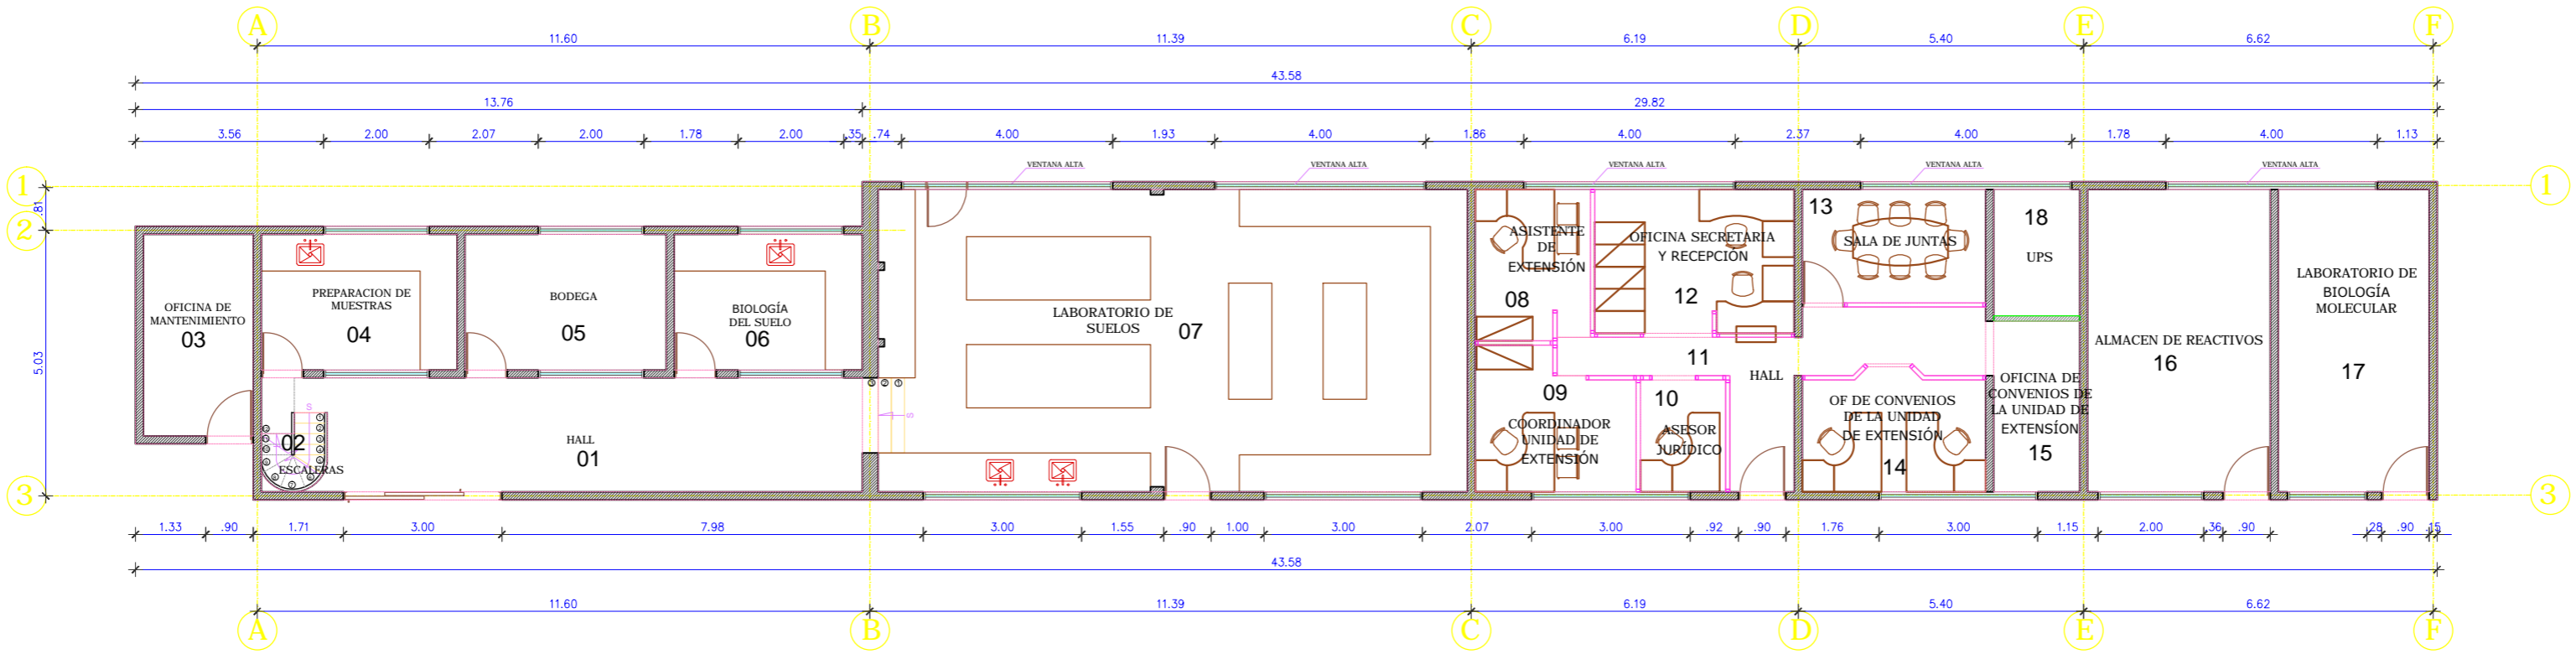 A B C D E F
11.60 11.39 6.19 5.40 6.62
43.58
13.76 29.82
3.56 2.00 2.07 2.00 1.78 2.00 .35 .74 4.00 1.93 4.00 1.86 4.00 2.37 4.00 1.78 4.00 1.13
VENTANA ALTA VENTANA ALTA VENTANA ALTA VENTANA ALTA VENTANA ALTA
1 1
.81
2
5.03
3 3
OFICINA DE
MANTENIMIENTO
03
PREPARACION DE
MUESTRAS
04
BODEGA
05
BIOLOGÍA
DEL SUELO
06
S
02
ESCALERAS
HALL
01
3 2 1
S
LABORATORIO DE
SUELOS
07
ASISTENTE
DE
EXTENSIÓN
08
OFICINA SECRETARIA
Y RECEPCIÓN
12
11
HALL
09
COORDINADOR
UNIDAD DE
EXTENSIÓN
10
ASESOR
JURÍDICO
13
SALA DE JUNTAS
18
UPS
OF DE CONVENIOS
DE LA UNIDAD
DE EXTENSIÓN
14
OFICINA DE
CONVENIOS DE
LA UNIDAD DE
EXTENSÍON
15
ALMACEN DE REACTIVOS
16
LABORATORIO DE
BIOLOGÍA
MOLECULAR
17
1.33 .90 1.71 3.00 7.98 3.00 1.55 .90 1.00 3.00 2.07 3.00 .92 .90 1.76 3.00 1.15 2.00 .36 .90 .28 .90 .15
43.58
11.60 11.39 6.19 5.40 6.62
A B C D E F